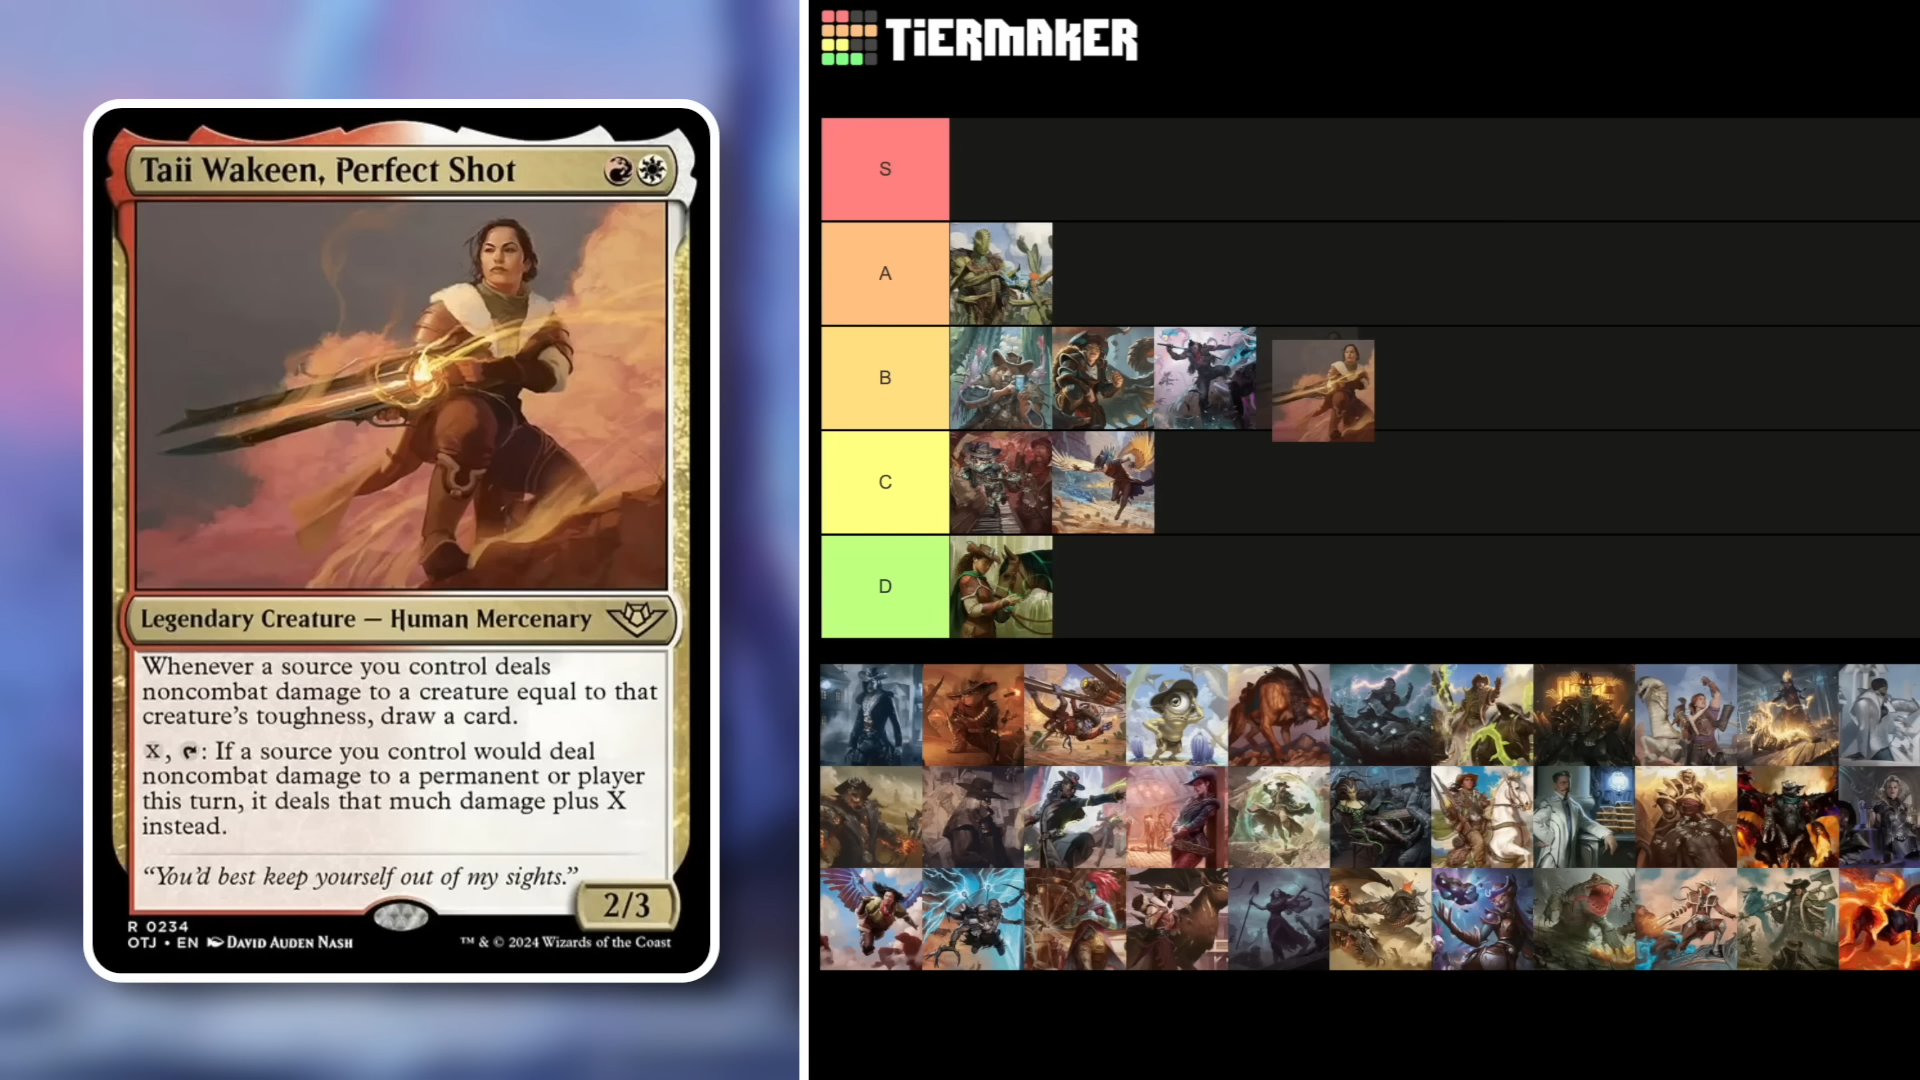 Taii Wakeen, Perfect Shot
Legendary Creature — Human Mercenary
Whenever a source you control deals
noncombat damage to a creature equal to that
creature's toughness, draw a card.
X, : If a source you control would deal
noncombat damage to a permanent or player
this turn, it deals that much damage plus X
instead.
“You'd best keep yourself out of my sights.”
2/3
R 0234
OTJ • EN DAVID AUDEN NASH
™ & © 2024 Wizards of the Coast
TiERMAKER
S
A
B
C
D